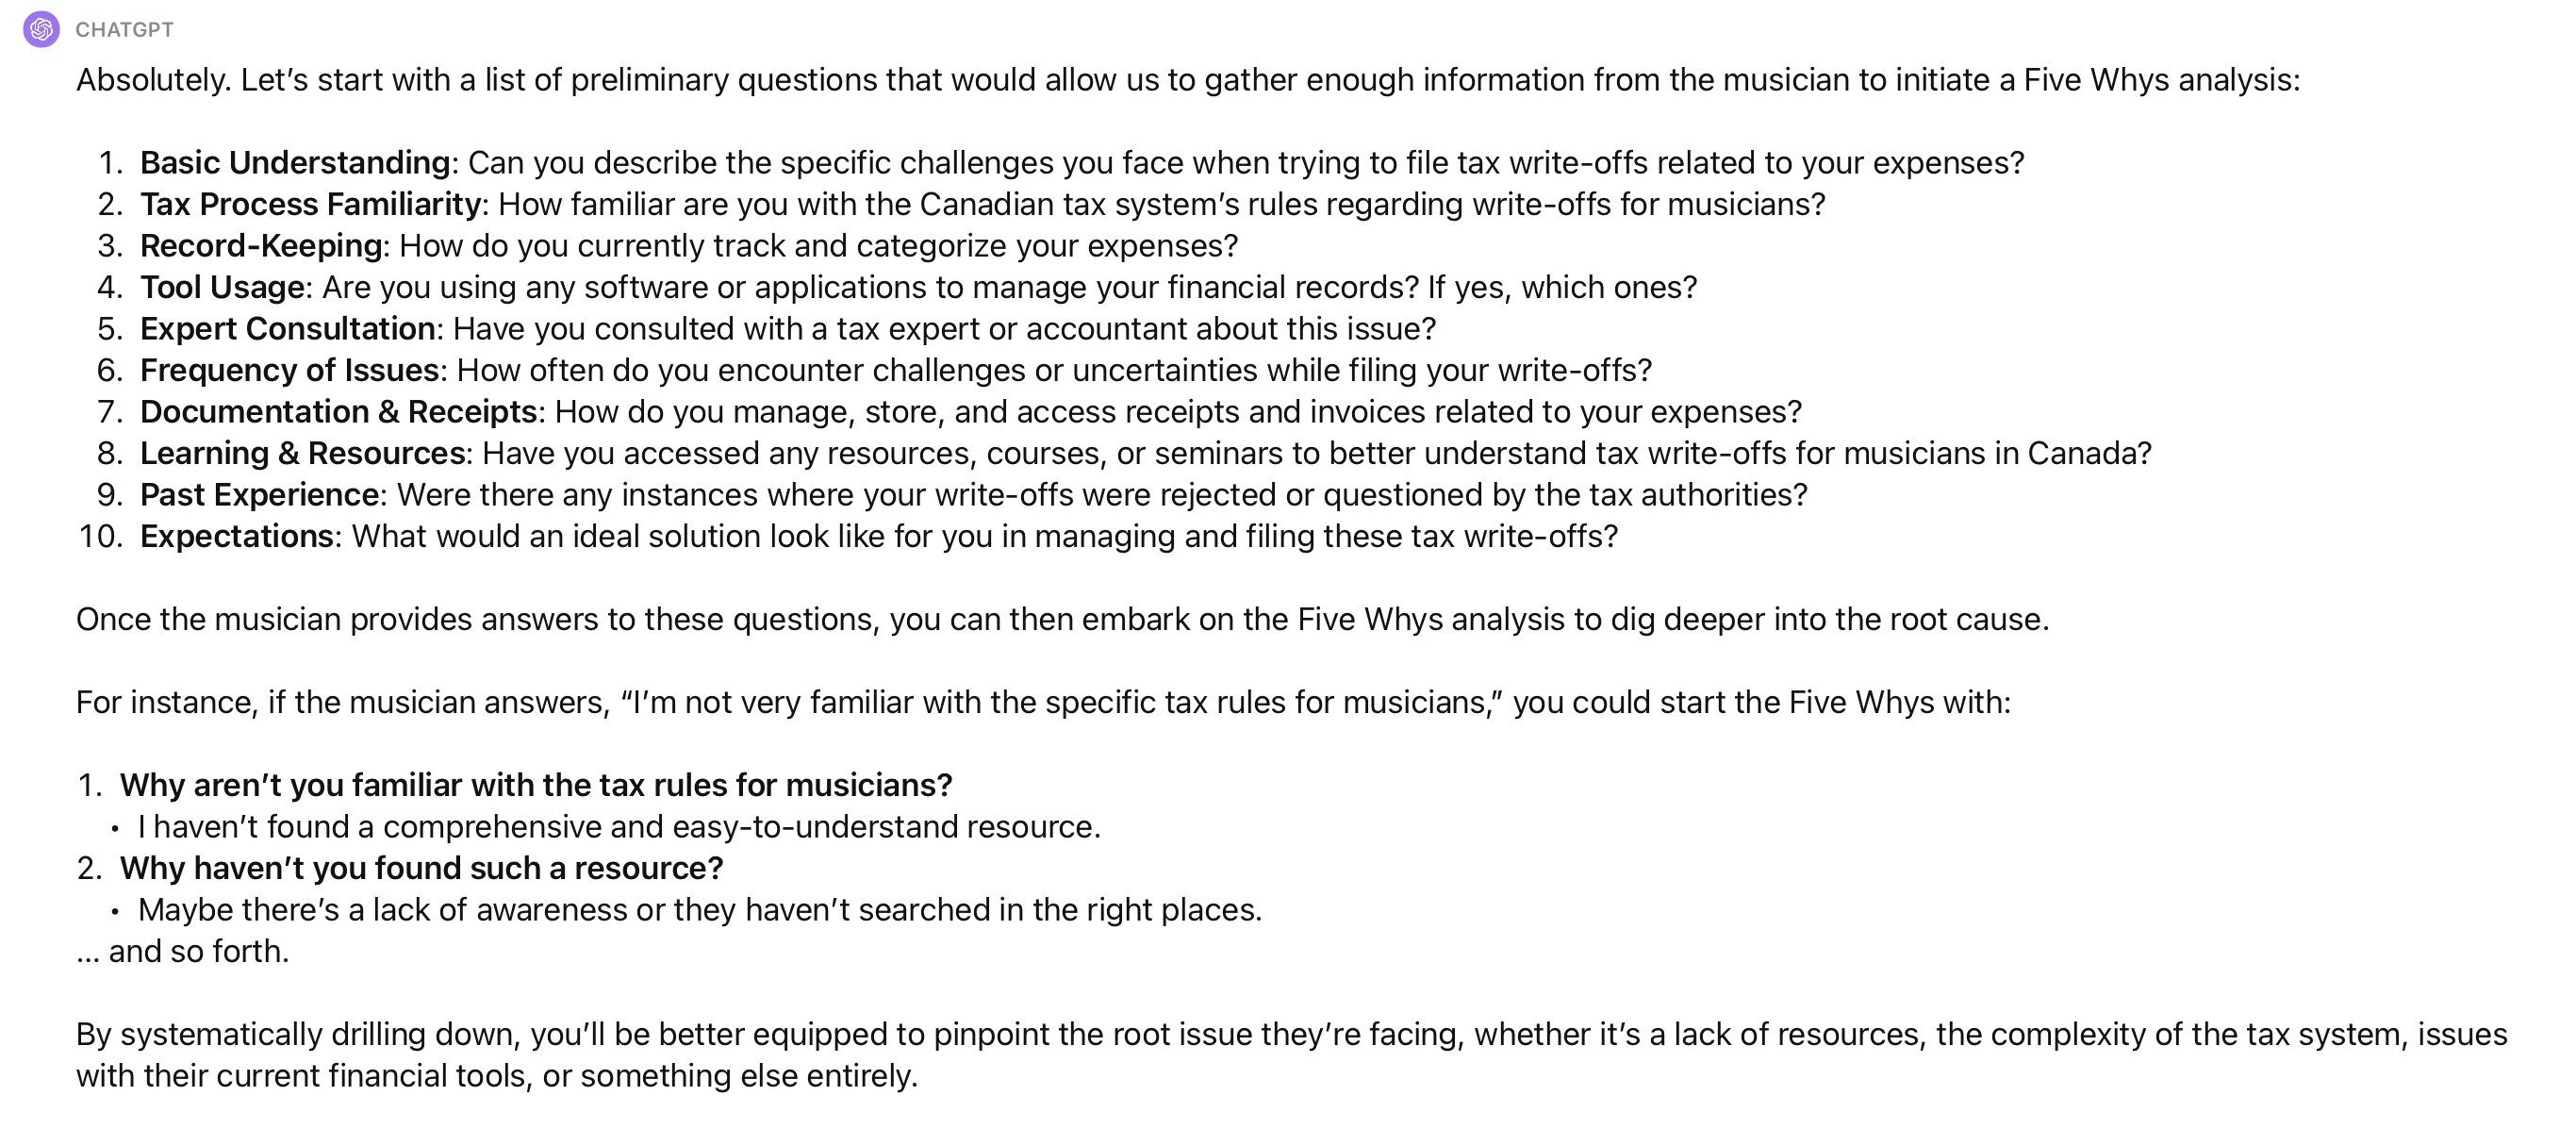 CHATGPT
Absolutely. Let’s start with a list of preliminary questions that would allow us to gather enough information from the musician to initiate a Five Whys analysis:
1. Basic Understanding: Can you describe the specific challenges you face when trying to file tax write-offs related to your expenses?
2. Tax Process Familiarity: How familiar are you with the Canadian tax system’s rules regarding write-offs for musicians?
3. Record-Keeping: How do you currently track and categorize your expenses?
4. Tool Usage: Are you using any software or applications to manage your financial records? If yes, which ones?
5. Expert Consultation: Have you consulted with a tax expert or accountant about this issue?
6. Frequency of Issues: How often do you encounter challenges or uncertainties while filing your write-offs?
7. Documentation & Receipts: How do you manage, store, and access receipts and invoices related to your expenses?
8. Learning & Resources: Have you accessed any resources, courses, or seminars to better understand tax write-offs for musicians in Canada?
9. Past Experience: Were there any instances where your write-offs were rejected or questioned by the tax authorities?
10. Expectations: What would an ideal solution look like for you in managing and filing these tax write-offs?
Once the musician provides answers to these questions, you can then embark on the Five Whys analysis to dig deeper into the root cause.
For instance, if the musician answers, “I’m not very familiar with the specific tax rules for musicians,” you could start the Five Whys with:
1. Why aren’t you familiar with the tax rules for musicians?
• I haven’t found a comprehensive and easy-to-understand resource.
2. Why haven’t you found such a resource?
• Maybe there’s a lack of awareness or they haven’t searched in the right places.
... and so forth.
By systematically drilling down, you’ll be better equipped to pinpoint the root issue they’re facing, whether it’s a lack of resources, the complexity of the tax system, issues
with their current financial tools, or something else entirely.